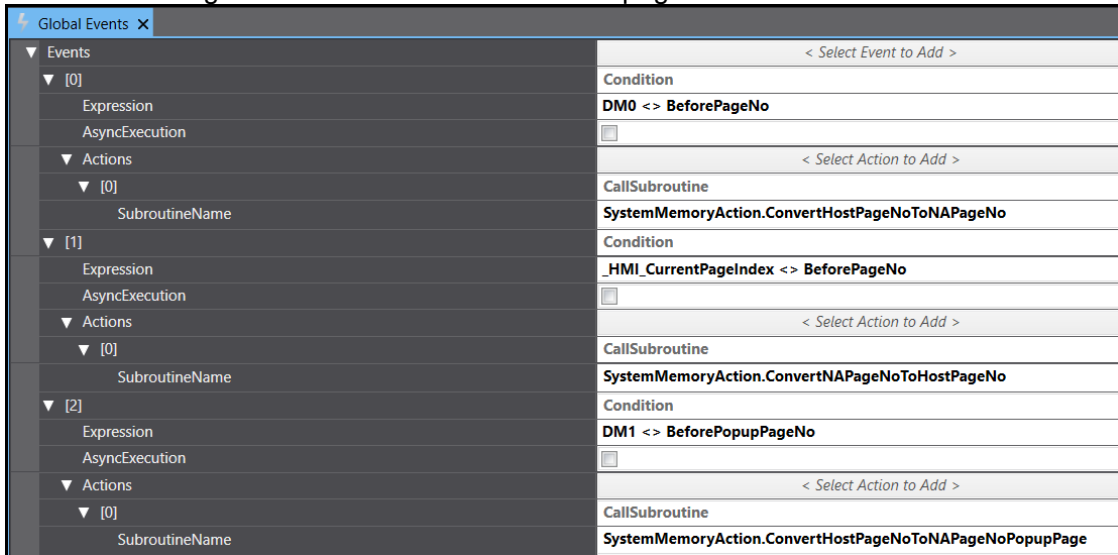 Global Events
Events < Select Event to Add >
[0] Condition
Expression DM0 <> BeforePageNo
AsyncExecution
Actions < Select Action to Add >
[0] CallSubroutine
SubroutineName SystemMemoryAction.ConvertHostPageNoToNAPageNo
[1] Condition
Expression _HMI_CurrentPageIndex <> BeforePageNo
AsyncExecution
Actions < Select Action to Add >
[0] CallSubroutine
SubroutineName SystemMemoryAction.ConvertNAPageNoToHostPageNo
[2] Condition
Expression DM1 <> BeforePopupPageNo
AsyncExecution
Actions < Select Action to Add >
[0] CallSubroutine
SubroutineName SystemMemoryAction.ConvertHostPageNoToNAPageNoPopupPage